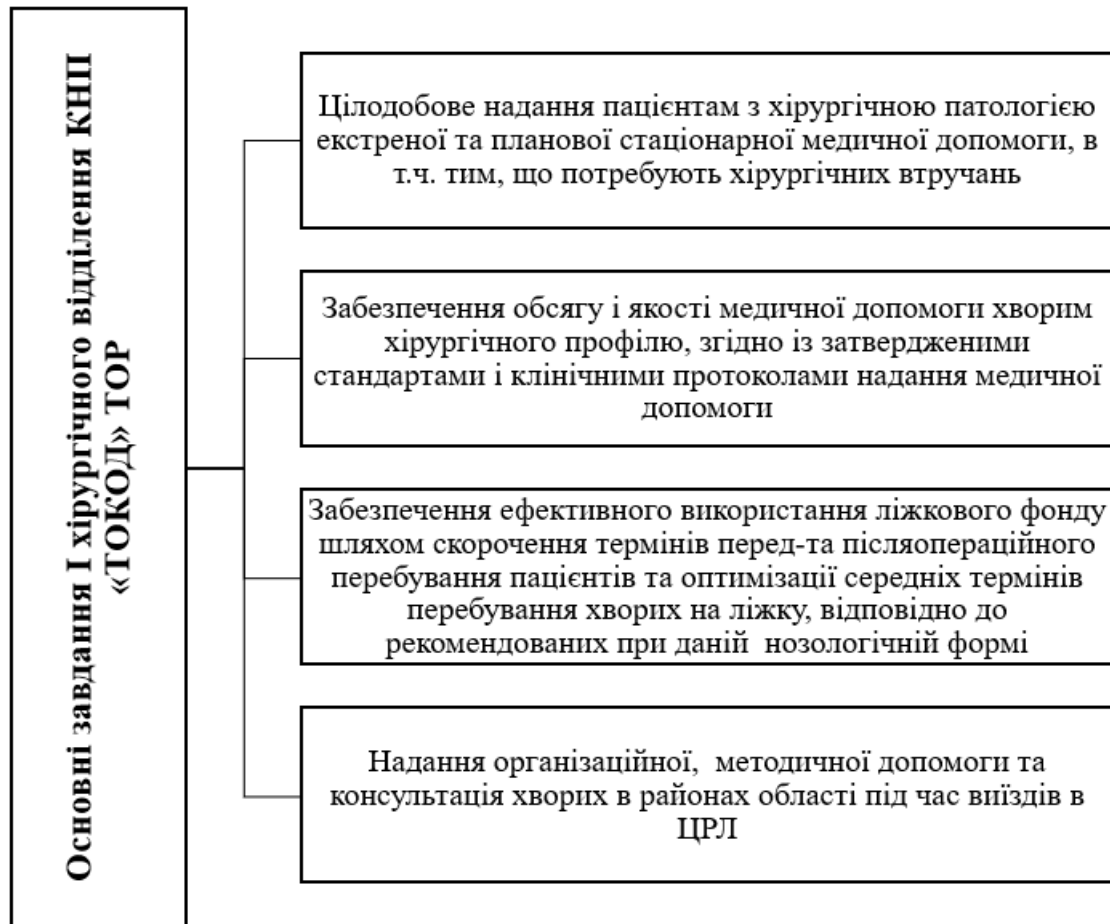 Основні завдання І хірургічного відділення КНП
«ТОКОД» ТОР
Цілодобове надання пацієнтам з хірургічною патологією
екстреної та планової стаціонарної медичної допомоги, в
т.ч. тим, що потребують хірургічних втручань
Забезпечення обсягу і якості медичної допомоги хворим
хірургічного профілю, згідно із затвердженими
стандартами і клінічними протоколами надання медичної
допомоги
Забезпечення ефективного використання ліжкового фонду
шляхом скорочення термінів перед-та післяопераційного
перебування пацієнтів та оптимізації середніх термінів
перебування хворих на ліжку, відповідно до
рекомендованих при даній нозологічній формі
Надання організаційної, методичної допомоги та
консультація хворих в районах області під час виїздів в
ЦРЛ